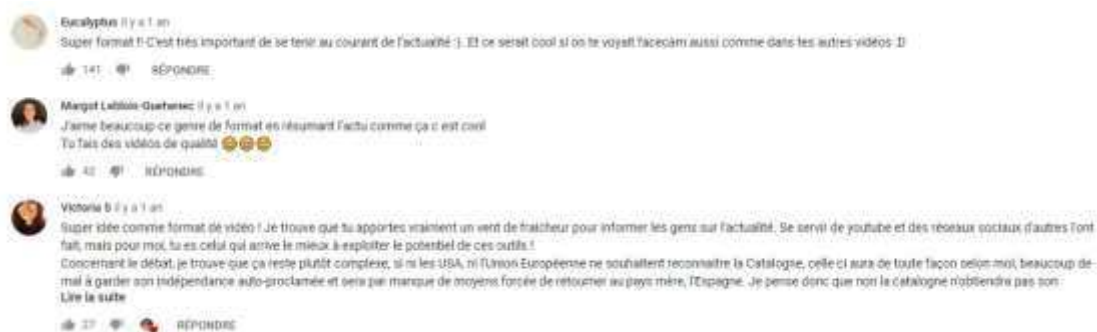 Eucalyptus il y a 1 an
Super format !! C'est très important de se tenir au courant de l'actualité :). Et ce serait cool si on te voyait facecam aussi comme dans tes autres vidéos :D
141 RÉPONDRE
Margot il y a 1 an
J'aime beaucoup ce genre de format en résumant l'actu comme ça c est cool
Tu fais des vidéos de qualité 😄😄😄
42 RÉPONDRE
Victoria S il y a 1 an
Super idée comme format de vidéo ! Je trouve que tu apportes vraiment un vent de fraicheur pour informer les gens sur l'actualité. Se servir de youtube et des réseaux sociaux d'autres l'ont
fait, mais pour moi, tu es celui qui arrive le mieux à exploiter le potentiel de ces outils !
Concernant le débat, je trouve que ça reste plutôt complexe, si ni les USA, ni l'Union Européenne ne souhaitent reconnaitre la Catalogne, celle ci aura de toute façon selon moi, beaucoup de
mal à garder son indépendance auto-proclamée et sera par manque de moyens forcée de retourner au pays mère, l'Espagne. Je pense donc que non la catalogne n'obtiendra pas son
Lire la suite
27 RÉPONDRE